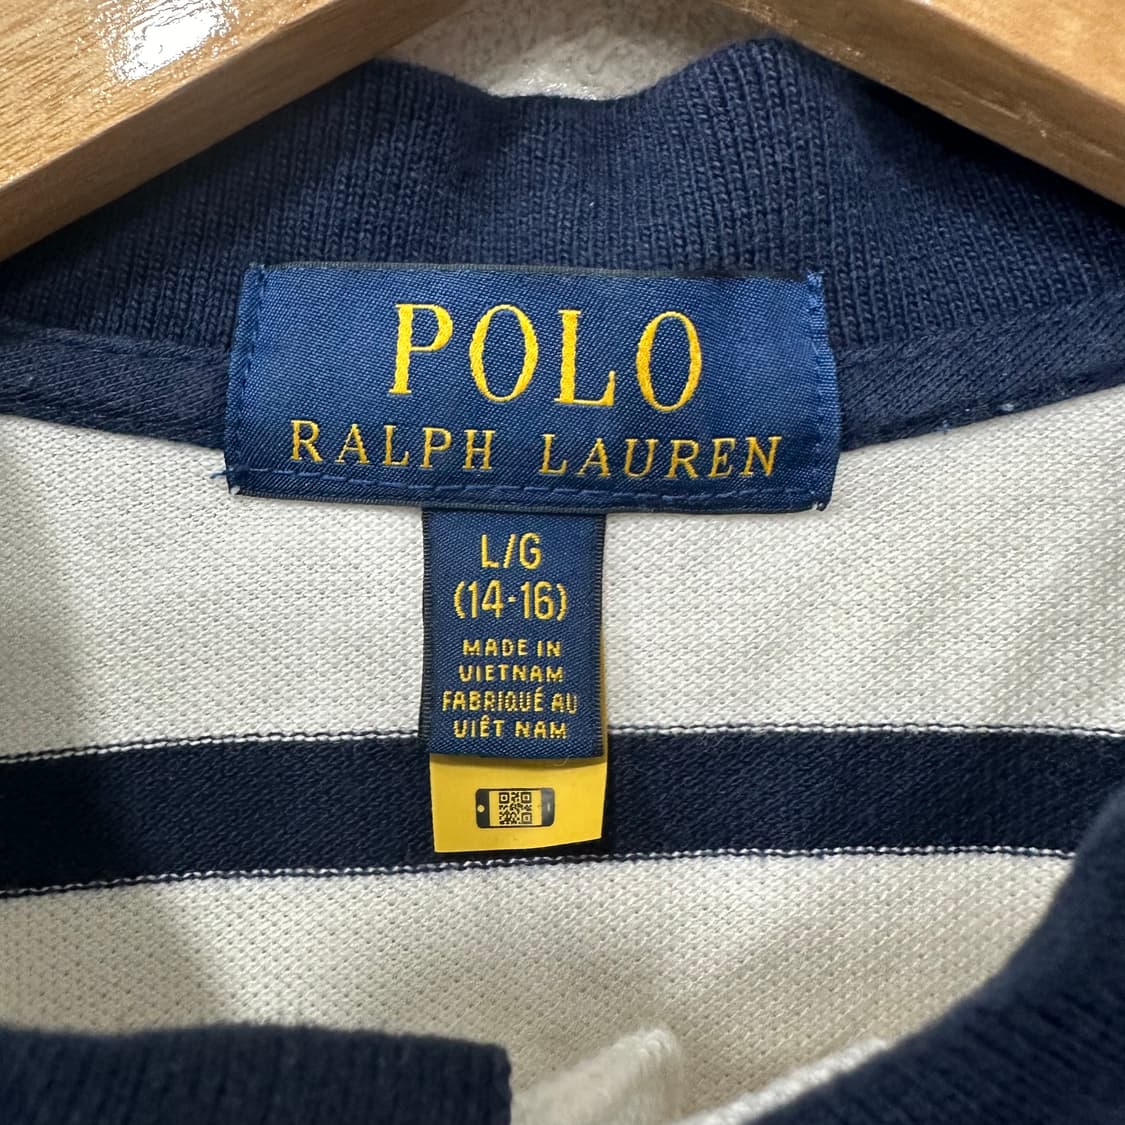 POLO
RALPH LAUREN
L/G
(14-16)
MADE IN
VIETNAM
FABRIQUÉ AU
VIÊT NAM